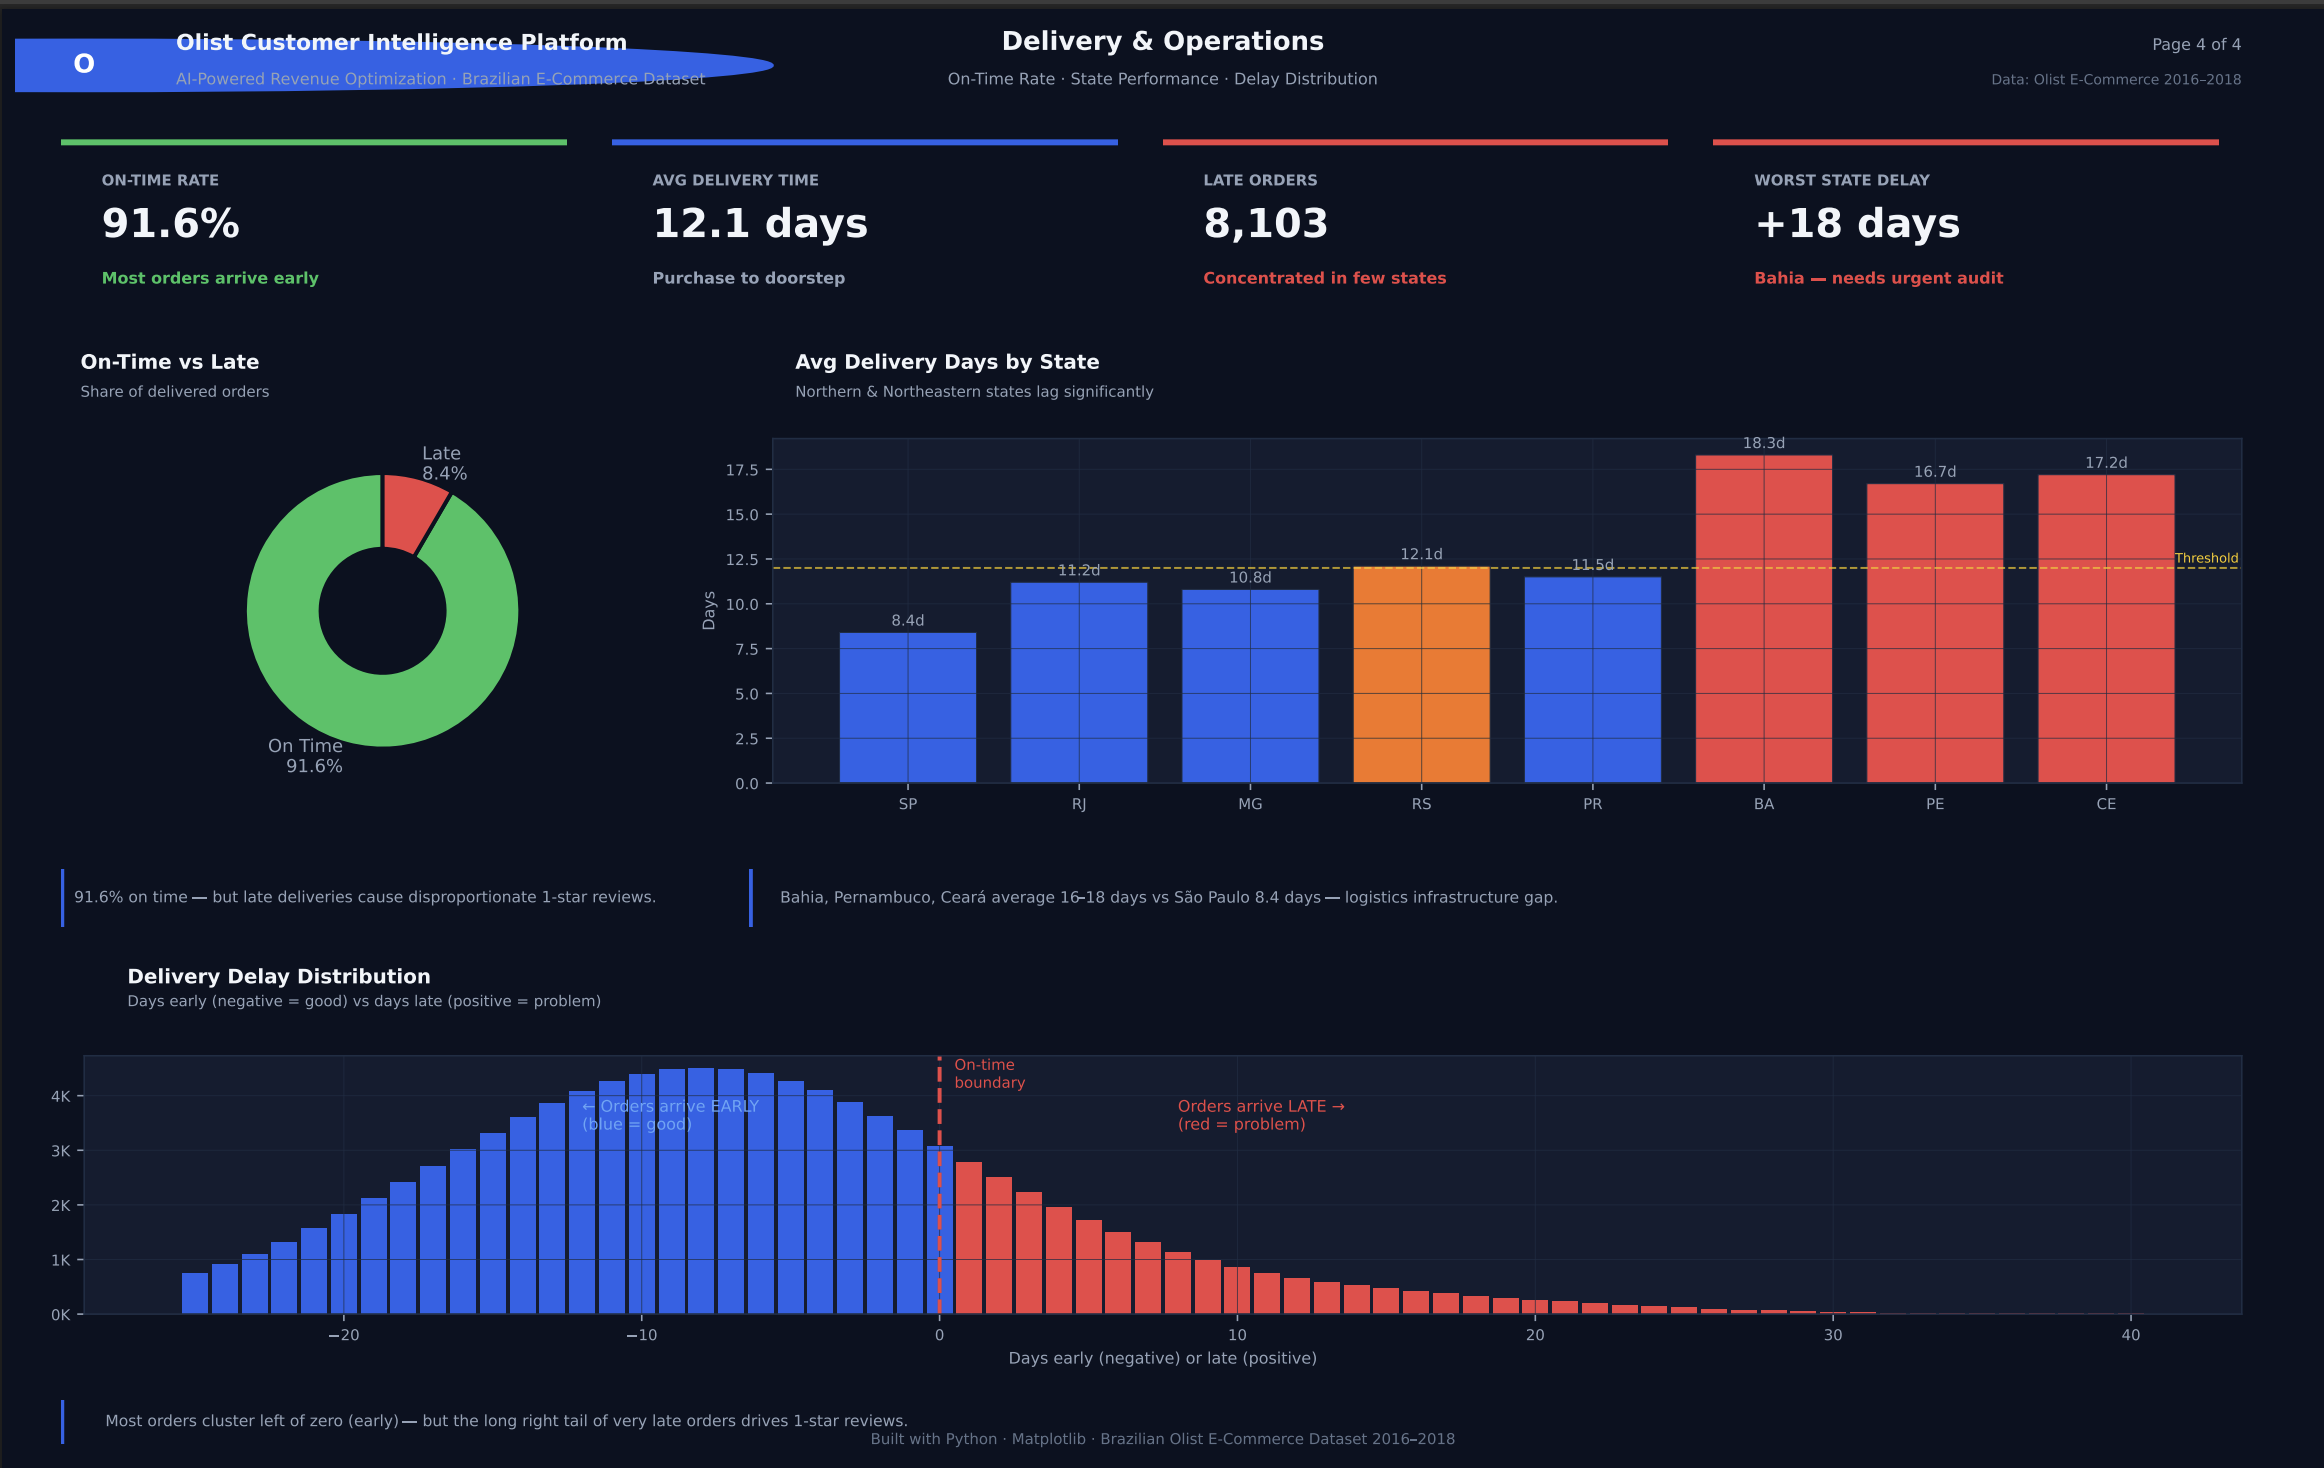 O
Olist Customer Intelligence Platform
AI-Powered Revenue Optimization · Brazilian E-Commerce Dataset
Delivery & Operations
On-Time Rate · State Performance · Delay Distribution
Page 4 of 4
Data: Olist E-Commerce 2016–2018
ON-TIME RATE
91.6%
Most orders arrive early
AVG DELIVERY TIME
12.1 days
Purchase to doorstep
LATE ORDERS
8,103
Concentrated in few states
WORST STATE DELAY
+18 days
Bahia — needs urgent audit
On-Time vs Late
Share of delivered orders
Late
8.4%
On Time
91.6%
Avg Delivery Days by State
Northern & Northeastern states lag significantly
Days
17.5
15.0
12.5
10.0
7.5
5.0
2.5
0.0
8.4d
11.2d
10.8d
12.1d
11.5d
18.3d
16.7d
17.2d
Threshold
SP
RJ
MG
RS
PR
BA
PE
CE
91.6% on time — but late deliveries cause disproportionate 1-star reviews.
Bahia, Pernambuco, Ceará average 16–18 days vs São Paulo 8.4 days — logistics infrastructure gap.
Delivery Delay Distribution
Days early (negative = good) vs days late (positive = problem)
4K
3K
2K
1K
0K
← Orders arrive EARLY
(blue = good)
On-time
boundary
Orders arrive LATE →
(red = problem)
−20
−10
0
10
20
30
40
Days early (negative) or late (positive)
Most orders cluster left of zero (early) — but the long right tail of very late orders drives 1-star reviews.
Built with Python · Matplotlib · Brazilian Olist E-Commerce Dataset 2016–2018